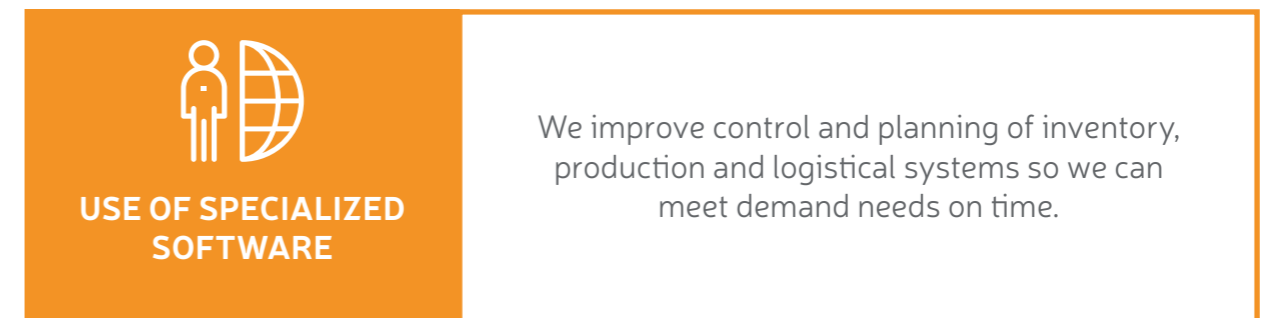 USE OF SPECIALIZED
SOFTWARE
We improve control and planning of inventory,
production and logistical systems so we can
meet demand needs on time.